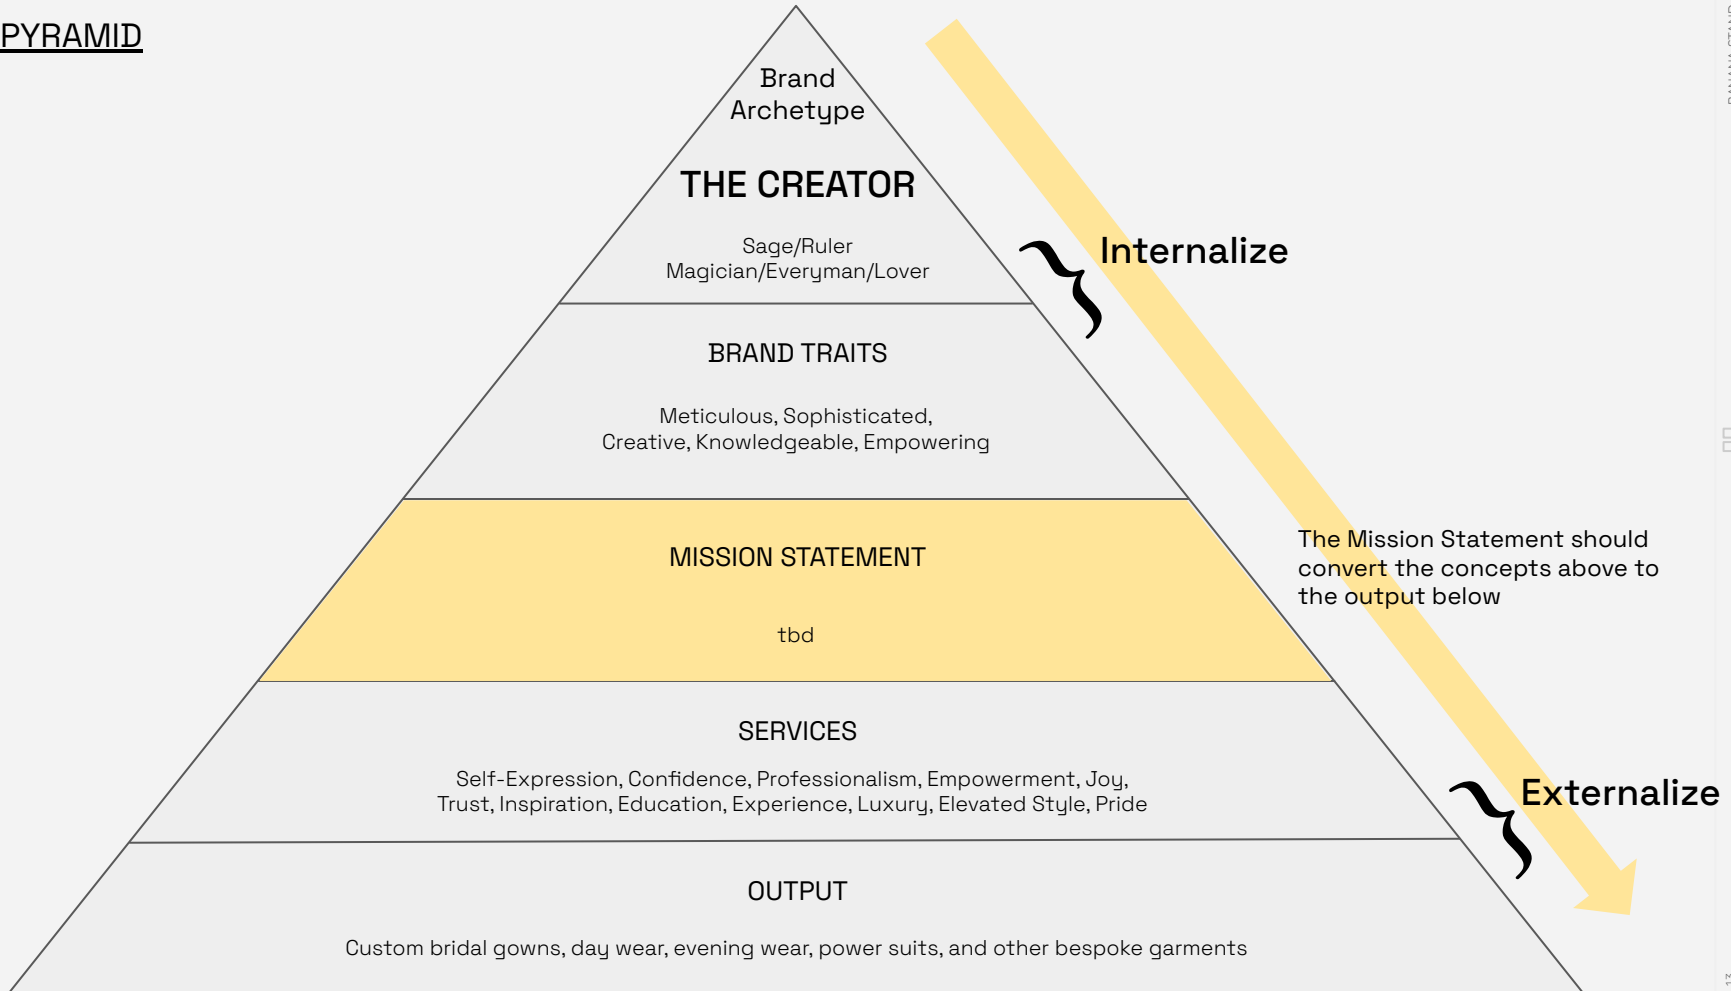 PYRAMID
Brand
Archetype
THE CREATOR
Sage/Ruler
Magician/Everyman/Lover
Internalize
BRAND TRAITS
Meticulous, Sophisticated,
Creative, Knowledgeable, Empowering
MISSION STATEMENT
tbd
The Mission Statement should
convert the concepts above to
the output below
SERVICES
Self-Expression, Confidence, Professionalism, Empowerment, Joy,
Trust, Inspiration, Education, Experience, Luxury, Elevated Style, Pride
Externalize
OUTPUT
Custom bridal gowns, day wear, evening wear, power suits, and other bespoke garments
13